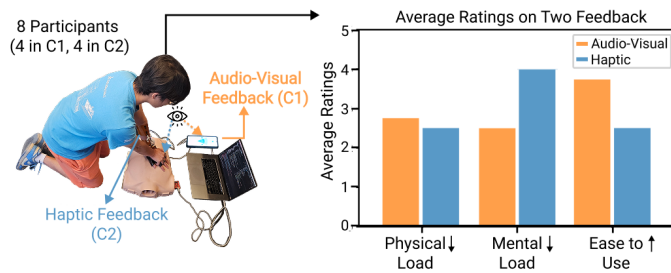 8 Participants
(4 in C1, 4 in C2)
Audio-Visual
Feedback (C1)
Haptic Feedback
(C2)
Average Ratings on Two Feedback
Audio-Visual
Haptic
Average Ratings
5
4
3
2
1
0
Physical↓
Load
Mental↓
Load
Ease to ↑
Use